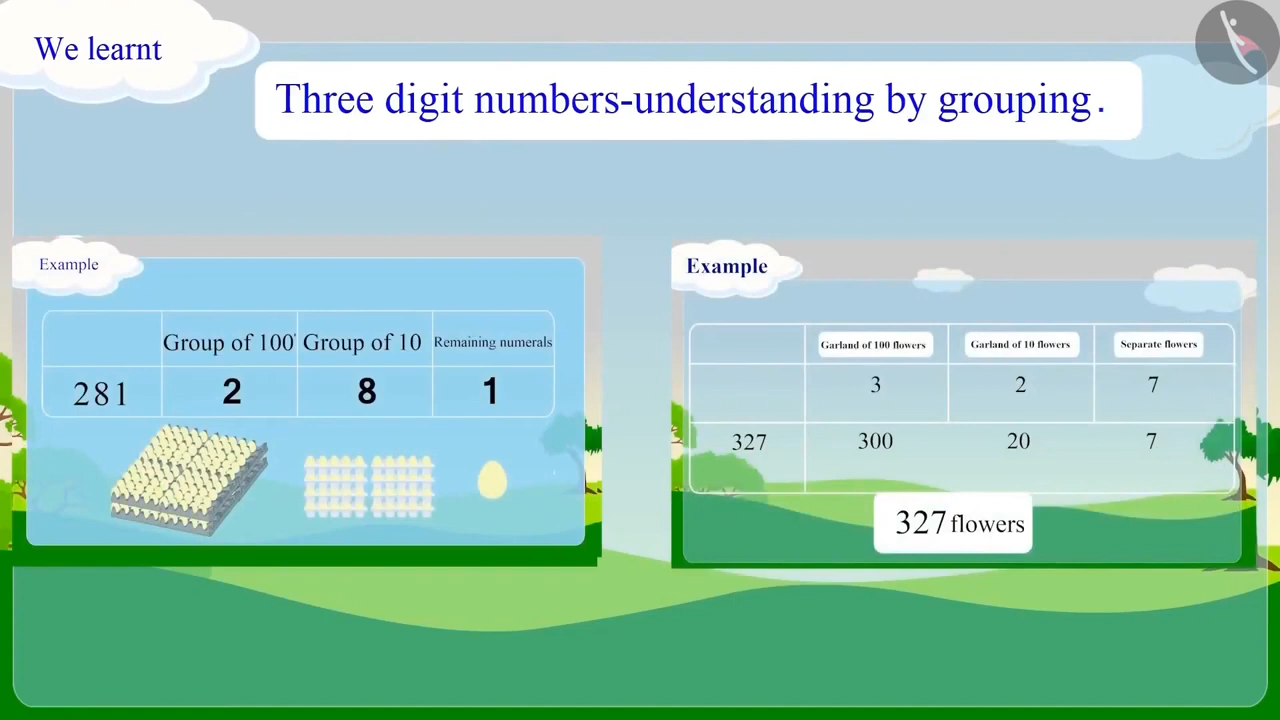 We learnt
Three digit numbers-understanding by grouping.
Example
Group of 100' Group of 10 Remaining numerals
281 2 8 1
Example
Garland of 100 flowers Garland of 10 flowers Separate flowers
3 2 7
327 300 20 7
327 flowers